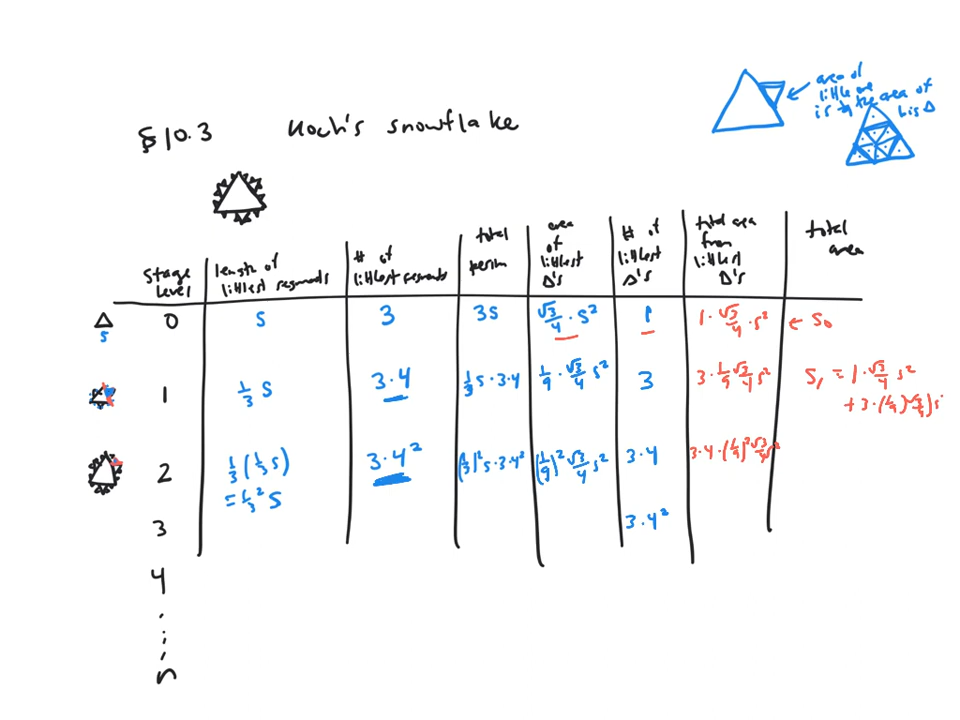 § 10.3 Koch's snowflake
area of
little one
is 1/9 the area of
big Δ
Stage level | length of littlest segments | # of littlest segments | total perim | area of littlest Δ's | # of littlest Δ's | total area from littlest Δ's | total area
s
0 | s | 3 | 3s | √3/4 · s² | 1 | 1 · √3/4 · s² | ← S₀
1 | 1/3 s | 3·4 | 1/3 s · 3·4 | 1/9 · √3/4 s² | 3 | 3 · 1/9 √3/4 s² | S₁ = 1 · √3/4 s²
+ 3 · (1/9) √3/4) s
2 | 1/3 (1/3 s) | 3·4² | (1/3)² s · 3·4² | (1/9)² √3/4 s² | 3·4 | 3·4 · (1/9)² √3/4 s²
= 1/3² s
3 | 3·4²
4
n